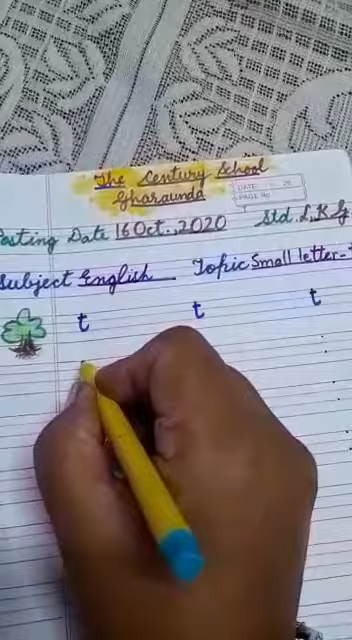 The Century School
Gharaunda
DATE
PAGE No
Posting Date 16 Oct., 2020 Std. L.K.G
Subject English Topic Small letter-t
t t t